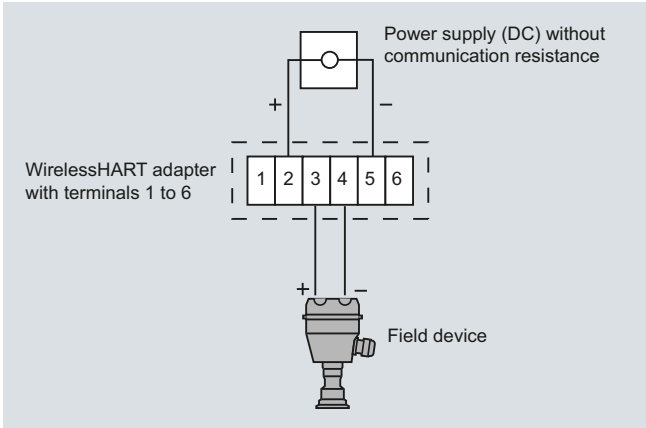 Power supply (DC) without
communication resistance
+ –
WirelessHART adapter
with terminals 1 to 6
1 2 3 4 5 6
+ –
Field device